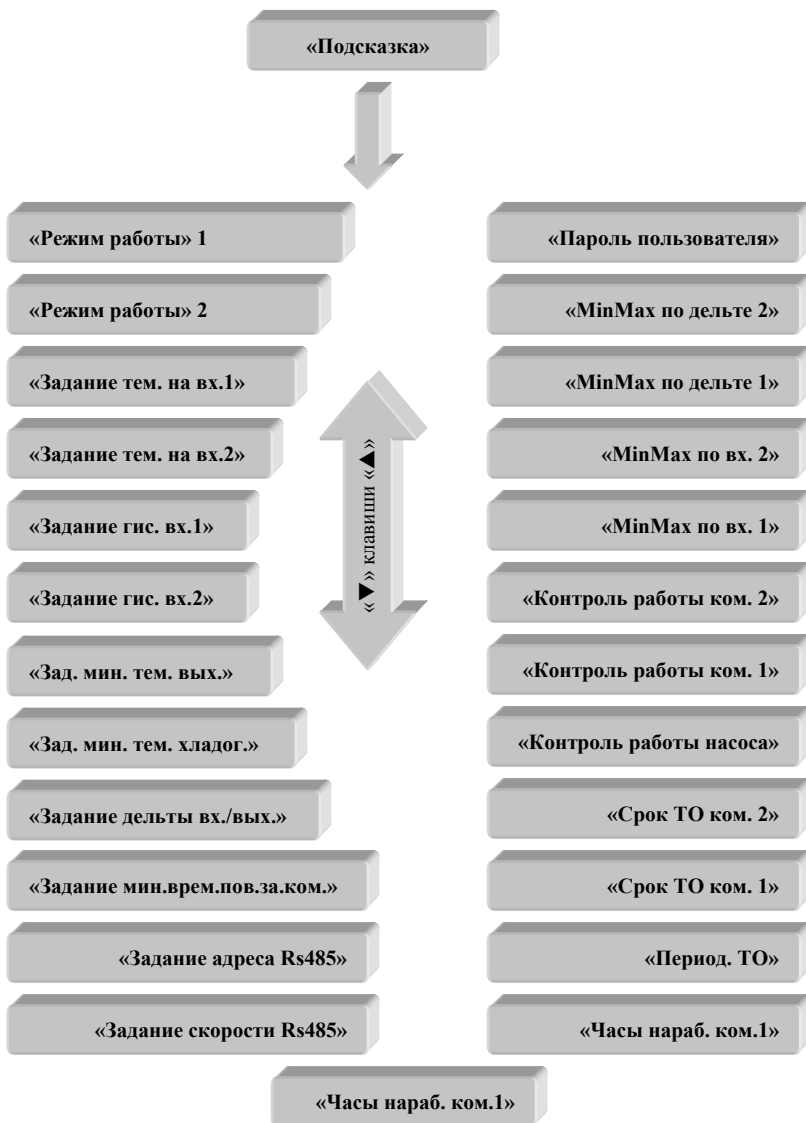 «Подсказка»
«Режим работы» 1
«Режим работы» 2
«Задание тем. на вх.1»
«Задание тем. на вх.2»
«Задание гис. вх.1»
«Задание гис. вх.2»
«Зад. мин. тем. вых.»
«Зад. мин. тем. хладог.»
«Задание дельты вх./вых.»
«Задание мин.врем.пов.за.ком.»
«Задание адреса Rs485»
«Задание скорости Rs485»
«▼» клавиши «▲»
«Пароль пользователя»
«MinMax по дельте 2»
«MinMax по дельте 1»
«MinMax по вх. 2»
«MinMax по вх. 1»
«Контроль работы ком. 2»
«Контроль работы ком. 1»
«Контроль работы насоса»
«Срок ТО ком. 2»
«Срок ТО ком. 1»
«Период. ТО»
«Часы нараб. ком.1»
«Часы нараб. ком.1»